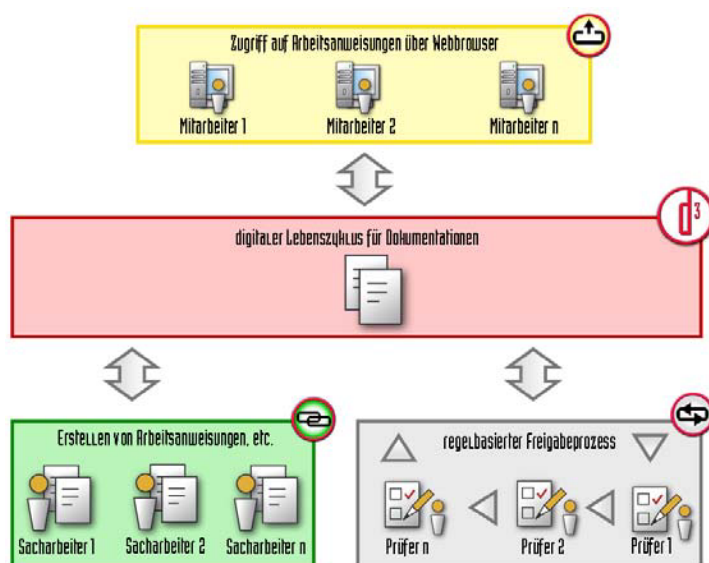 Zugriff auf Arbeitsanweisungen über Webbrowser
Mitarbeiter 1
Mitarbeiter 2
Mitarbeiter n
d3
digitaler Lebenszyklus für Dokumentationen
Erstellen von Arbeitsanweisungen, etc.
Sacharbeiter 1
Sacharbeiter 2
Sacharbeiter n
regelbasierter Freigabeprozess
Prüfer n
Prüfer 2
Prüfer 1